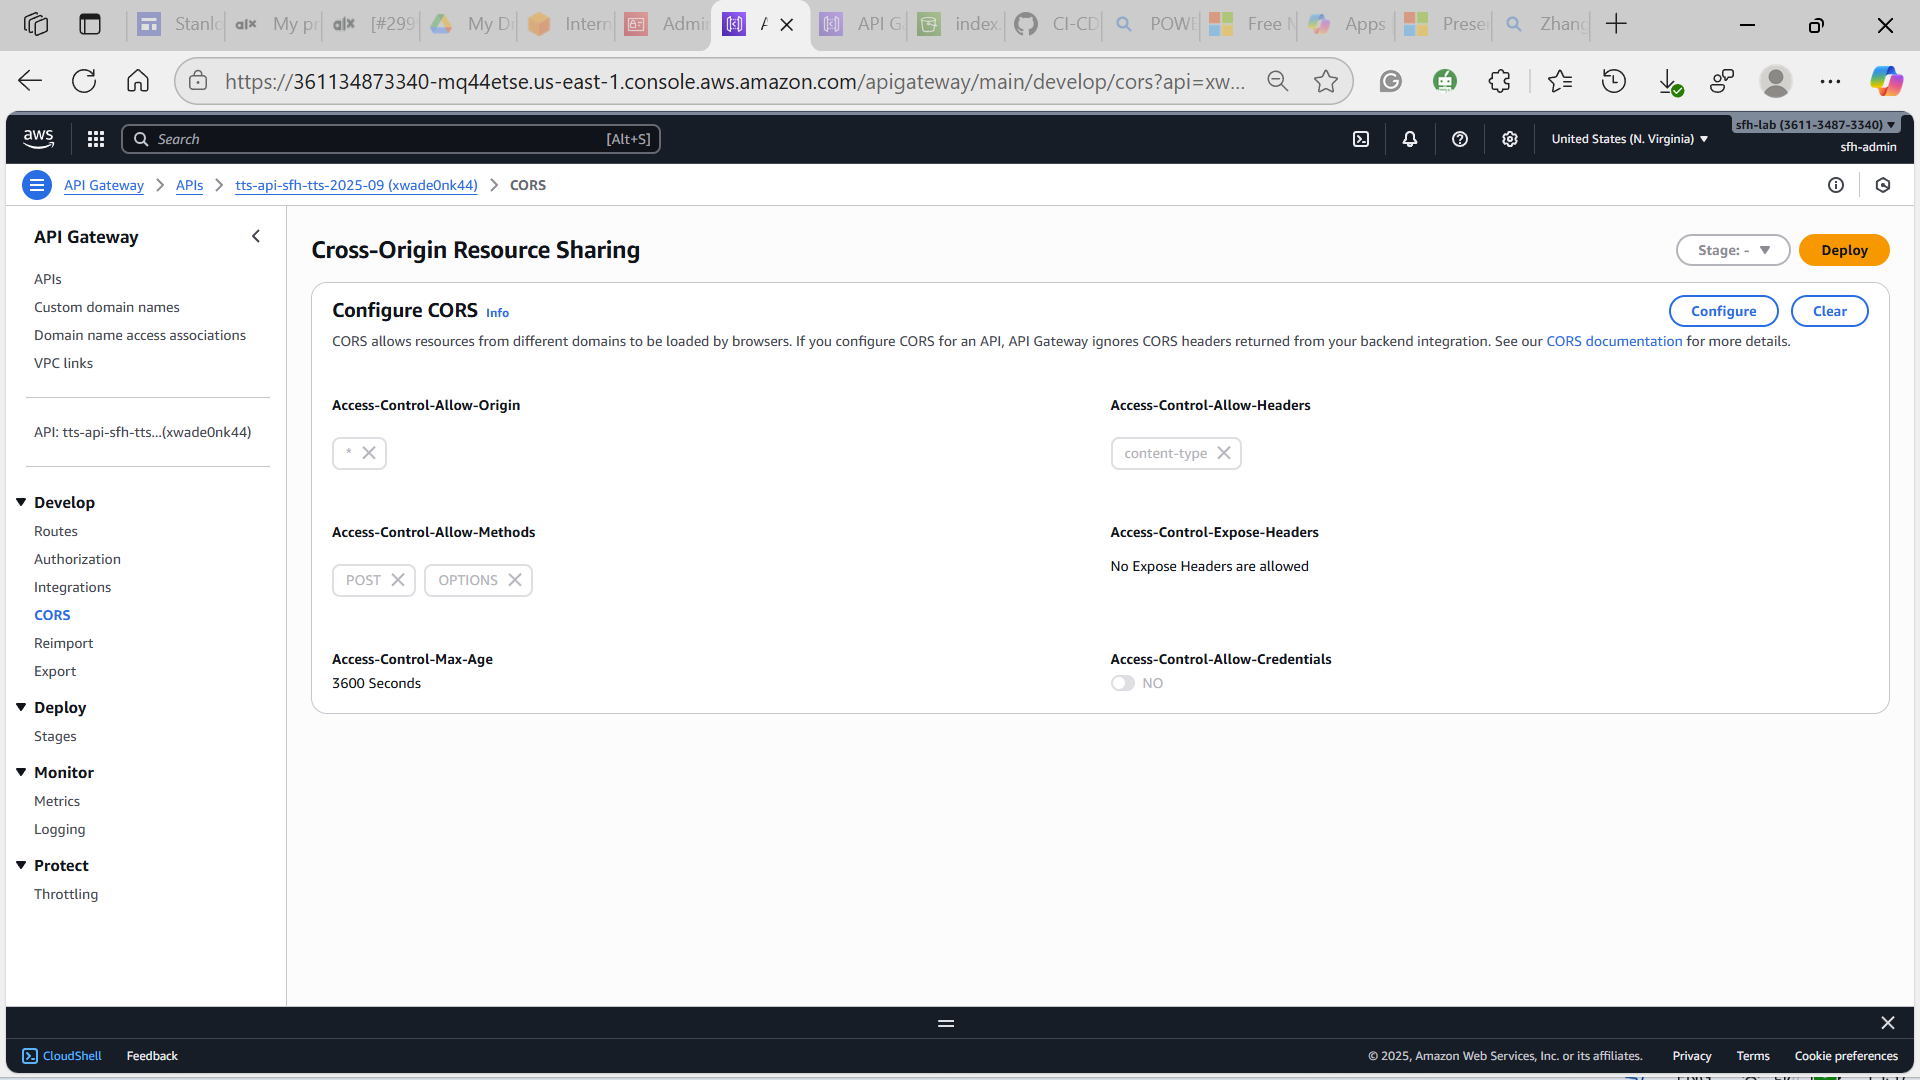 Stanlo
alx My pr
alx [#299
My Dr
Intern
Admin
API G
index.
CI-CD
POWE
Free
Apps
Preser
Zhang
https://361134873340-mq44etse.us-east-1.console.aws.amazon.com/apigateway/main/develop/cors?api=xw...
aws
Search [Alt+S]
United States (N. Virginia)
sfh-lab (3611-3487-3340)
sfh-admin
API Gateway
APIs
tts-api-sfh-tts-2025-09 (xwade0nk44)
CORS
API Gateway
APIs
Custom domain names
Domain name access associations
VPC links
API: tts-api-sfh-tts...(xwade0nk44)
Develop
Routes
Authorization
Integrations
CORS
Reimport
Export
Deploy
Stages
Monitor
Metrics
Logging
Protect
Throttling
Cross-Origin Resource Sharing
Stage: -
Deploy
Configure CORS Info
Configure
Clear
CORS allows resources from different domains to be loaded by browsers. If you configure CORS for an API, API Gateway ignores CORS headers returned from your backend integration. See our CORS documentation for more details.
Access-Control-Allow-Origin
*
Access-Control-Allow-Headers
content-type
Access-Control-Allow-Methods
POST
OPTIONS
Access-Control-Expose-Headers
No Expose Headers are allowed
Access-Control-Max-Age
3600 Seconds
Access-Control-Allow-Credentials
NO
CloudShell
Feedback
© 2025, Amazon Web Services, Inc. or its affiliates.
Privacy
Terms
Cookie preferences